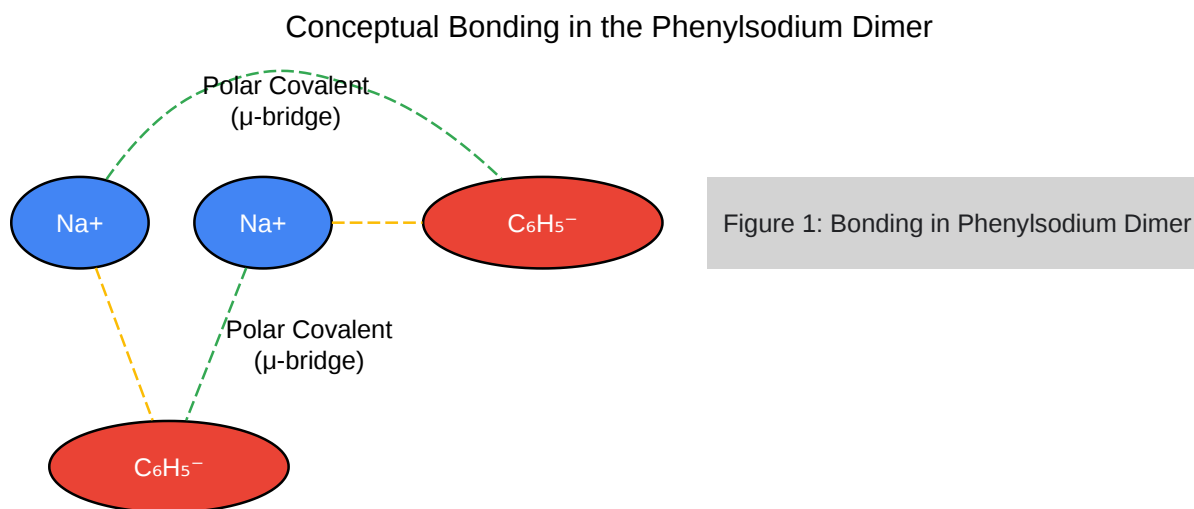 Conceptual Bonding in the Phenylsodium Dimer
Polar Covalent
(μ-bridge)
Na+
Na+
C₆H₅⁻
Figure 1: Bonding in Phenylsodium Dimer
Polar Covalent
(μ-bridge)
C₆H₅⁻